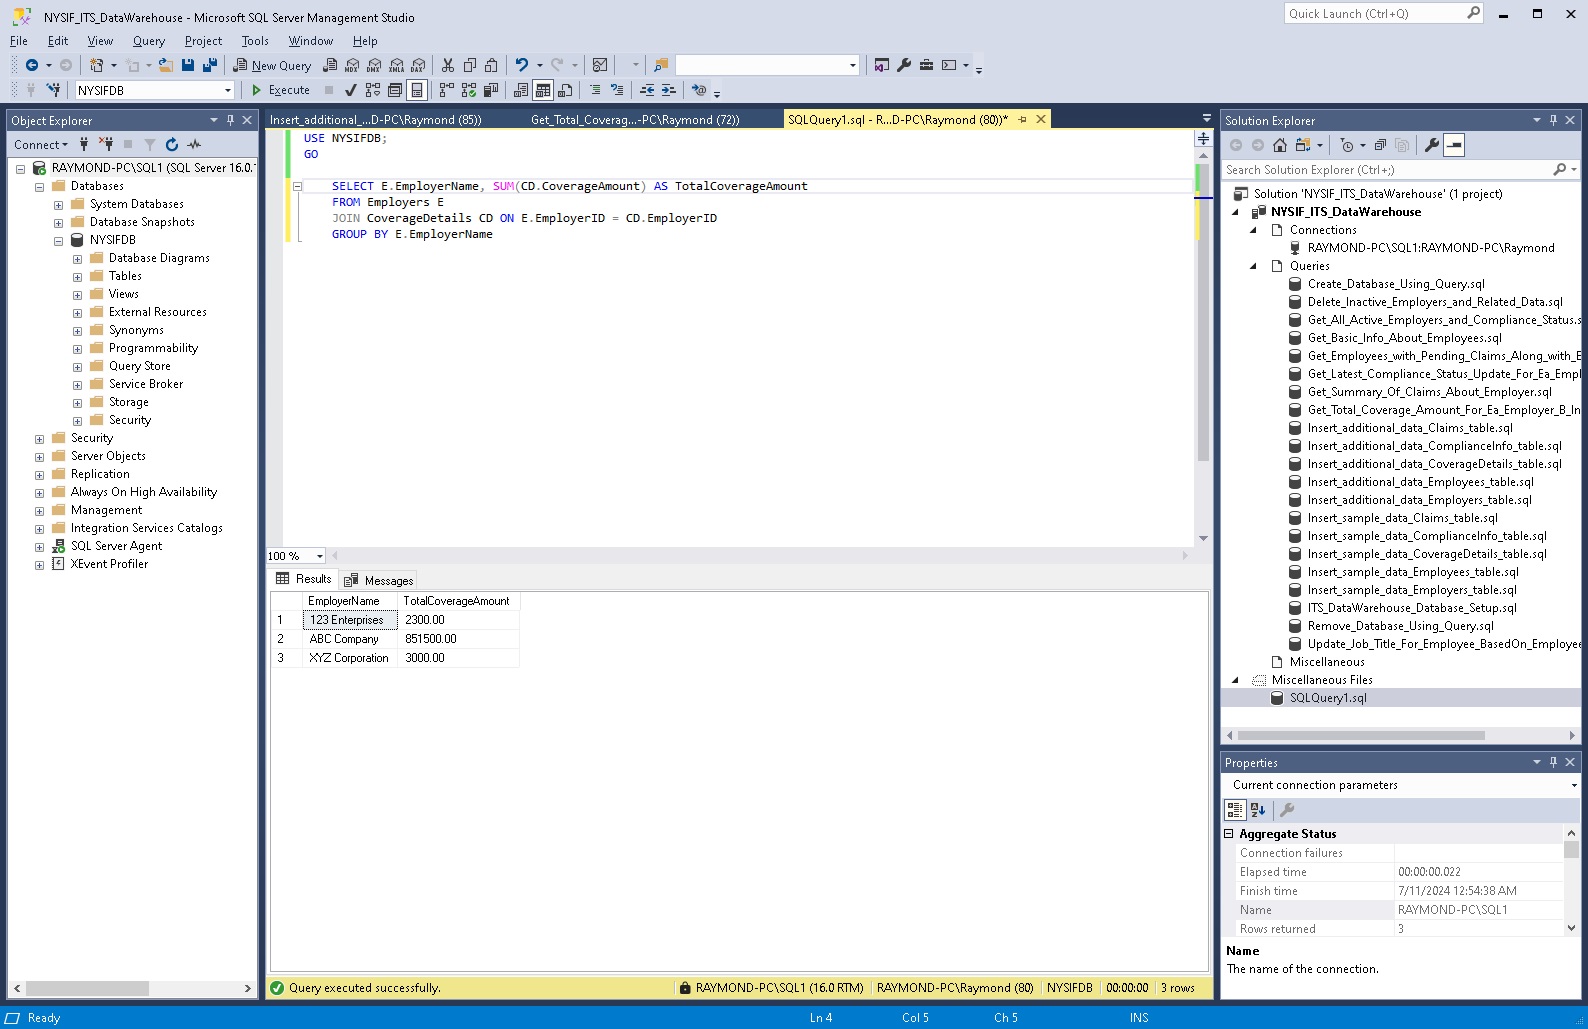 NYSIF_ITS_DataWarehouse - Microsoft SQL Server Management Studio
Quick Launch (Ctrl+Q)
File Edit View Query Project Tools Window Help
New Query
MDX DMX XMLA DAX
NYSIFDB
Execute
Object Explorer
Connect
RAYMOND-PC\SQL1 (SQL Server 16.0.
Databases
System Databases
Database Snapshots
NYSIFDB
Database Diagrams
Tables
Views
External Resources
Synonyms
Programmability
Query Store
Service Broker
Storage
Security
Security
Server Objects
Replication
Always On High Availability
Management
Integration Services Catalogs
SQL Server Agent
XEvent Profiler
Insert_additional_...D-PC\Raymond (85))
Get_Total_Coverag...-PC\Raymond (72))
SQLQuery1.sql - R...D-PC\Raymond (80))*
USE NYSIFDB;
GO
SELECT E.EmployerName, SUM(CD.CoverageAmount) AS TotalCoverageAmount
FROM Employers E
JOIN CoverageDetails CD ON E.EmployerID = CD.EmployerID
GROUP BY E.EmployerName
100 %
Results Messages
EmployerName TotalCoverageAmount
1 123 Enterprises 2300.00
2 ABC Company 851500.00
3 XYZ Corporation 3000.00
Query executed successfully.
RAYMOND-PC\SQL1 (16.0 RTM) RAYMOND-PC\Raymond (80) NYSIFDB 00:00:00 3 rows
Solution Explorer
Search Solution Explorer (Ctrl+;)
Solution 'NYSIF_ITS_DataWarehouse' (1 project)
NYSIF_ITS_DataWarehouse
Connections
RAYMOND-PC\SQL1:RAYMOND-PC\Raymond
Queries
Create_Database_Using_Query.sql
Delete_Inactive_Employers_and_Related_Data.sql
Get_All_Active_Employers_and_Compliance_Status.s
Get_Basic_Info_About_Employees.sql
Get_Employees_with_Pending_Claims_Along_with_E
Get_Latest_Compliance_Status_Update_For_Ea_Empl
Get_Summary_Of_Claims_About_Employer.sql
Get_Total_Coverage_Amount_For_Ea_Employer_B_In
Insert_additional_data_Claims_table.sql
Insert_additional_data_ComplianceInfo_table.sql
Insert_additional_data_CoverageDetails_table.sql
Insert_additional_data_Employees_table.sql
Insert_additional_data_Employers_table.sql
Insert_sample_data_Claims_table.sql
Insert_sample_data_ComplianceInfo_table.sql
Insert_sample_data_CoverageDetails_table.sql
Insert_sample_data_Employees_table.sql
Insert_sample_data_Employers_table.sql
ITS_DataWarehouse_Database_Setup.sql
Remove_Database_Using_Query.sql
Update_Job_Title_For_Employee_BasedOn_Employee
Miscellaneous
Miscellaneous Files
SQLQuery1.sql
Properties
Current connection parameters
Aggregate Status
Connection failures
Elapsed time 00:00:00.022
Finish time 7/11/2024 12:54:38 AM
Name RAYMOND-PC\SQL1
Rows returned 3
Name
The name of the connection.
Ready
Ln 4 Col 5 Ch 5 INS